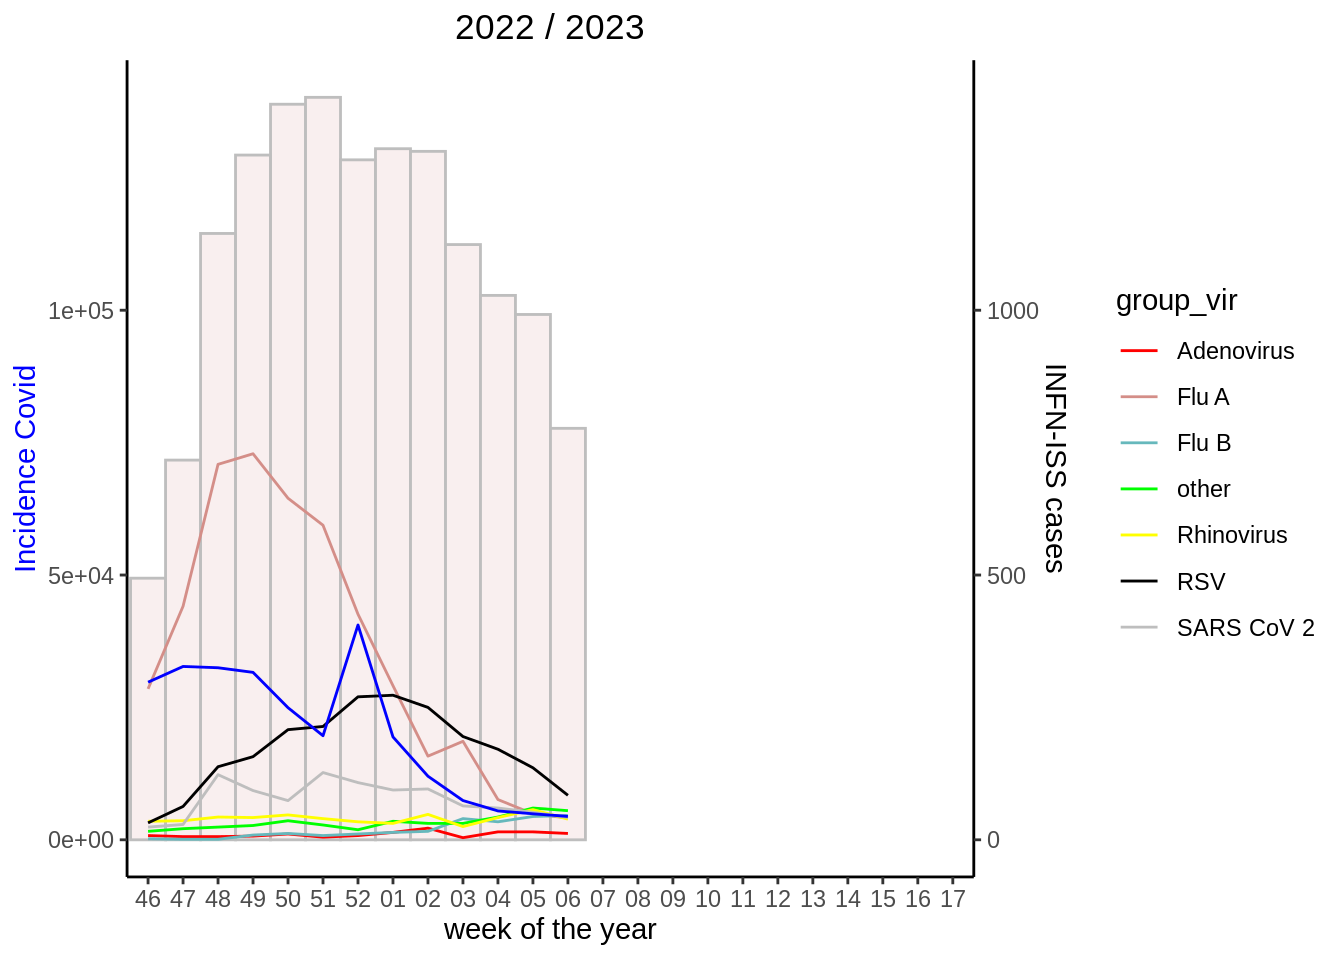 2022 / 2023
1e+05
5e+04
0e+00
Incidence Covid
1000
500
0
INFN-ISS cases
46 47 48 49 50 51 52 01 02 03 04 05 06 07 08 09 10 11 12 13 14 15 16 17
week of the year
group_vir
Adenovirus
Flu A
Flu B
other
Rhinovirus
RSV
SARS CoV 2